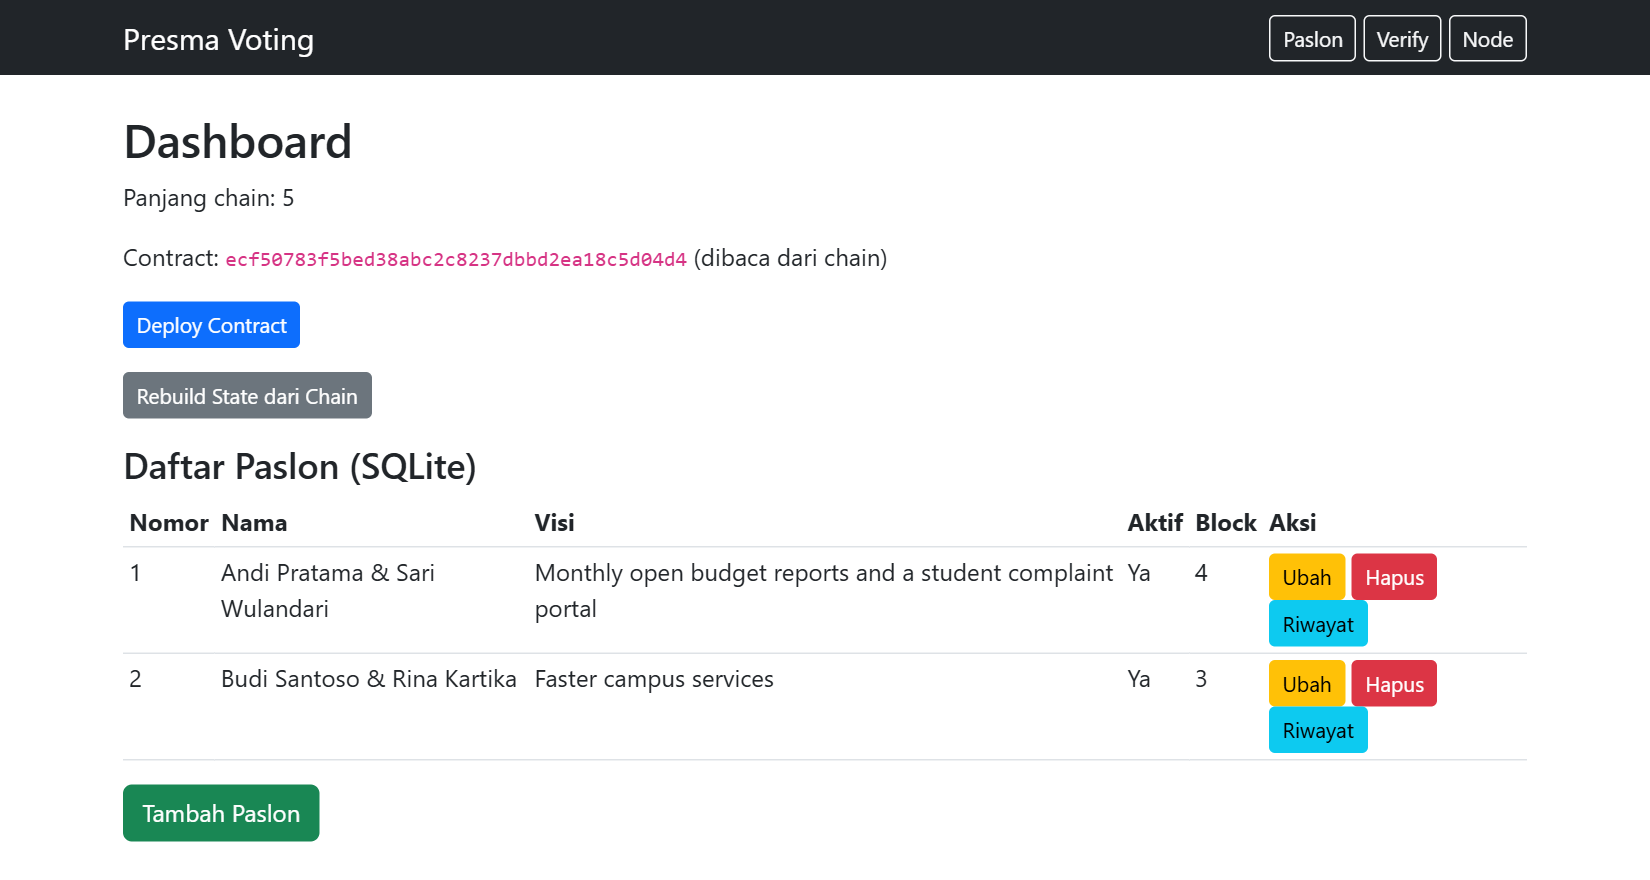 Presma Voting
Paslon Verify Node
Dashboard
Panjang chain: 5
Contract: ecf50783f5bed38abc2c8237dbbd2ea18c5d04d4 (dibaca dari chain)
Deploy Contract
Rebuild State dari Chain
Daftar Paslon (SQLite)
Nomor Nama Visi Aktif Block Aksi
1 Andi Pratama & Sari Monthly open budget reports and a student complaint Ya 4 Ubah Hapus
Wulandari portal Riwayat
2 Budi Santoso & Rina Kartika Faster campus services Ya 3 Ubah Hapus
Riwayat
Tambah Paslon